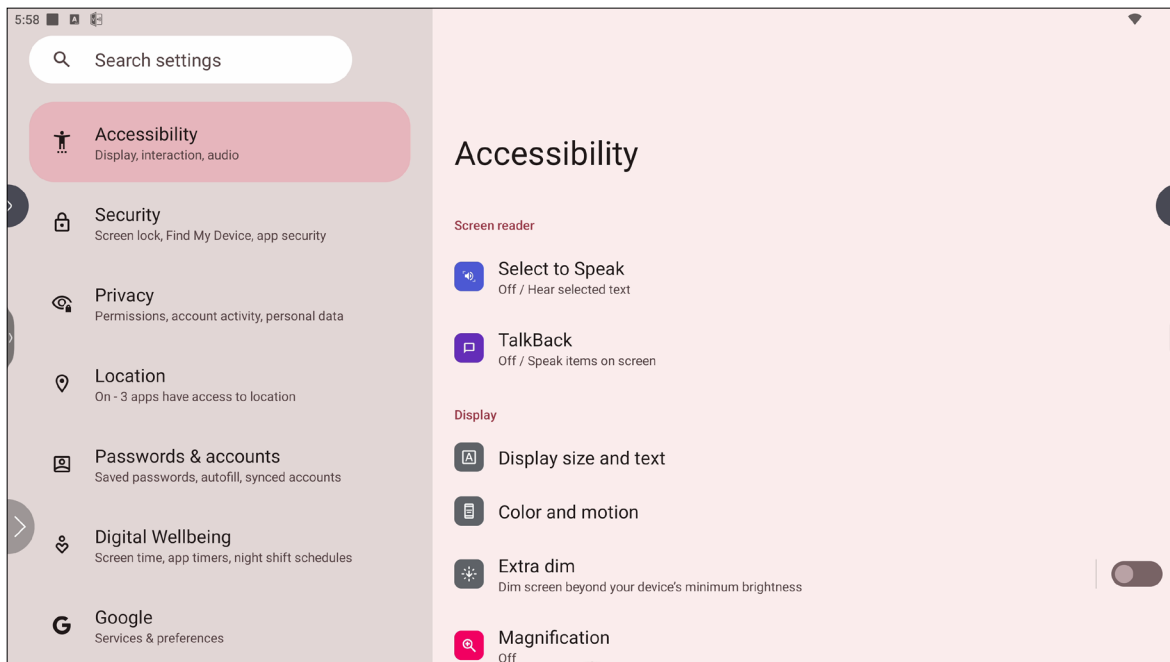 5:58
Search settings
Accessibility
Display, interaction, audio
Security
Screen lock, Find My Device, app security
Privacy
Permissions, account activity, personal data
Location
On - 3 apps have access to location
Passwords & accounts
Saved passwords, autofill, synced accounts
Digital Wellbeing
Screen time, app timers, night shift schedules
Google
Services & preferences
Accessibility
Screen reader
Select to Speak
Off / Hear selected text
TalkBack
Off / Speak items on screen
Display
Display size and text
Color and motion
Extra dim
Dim screen beyond your device's minimum brightness
Magnification
Off